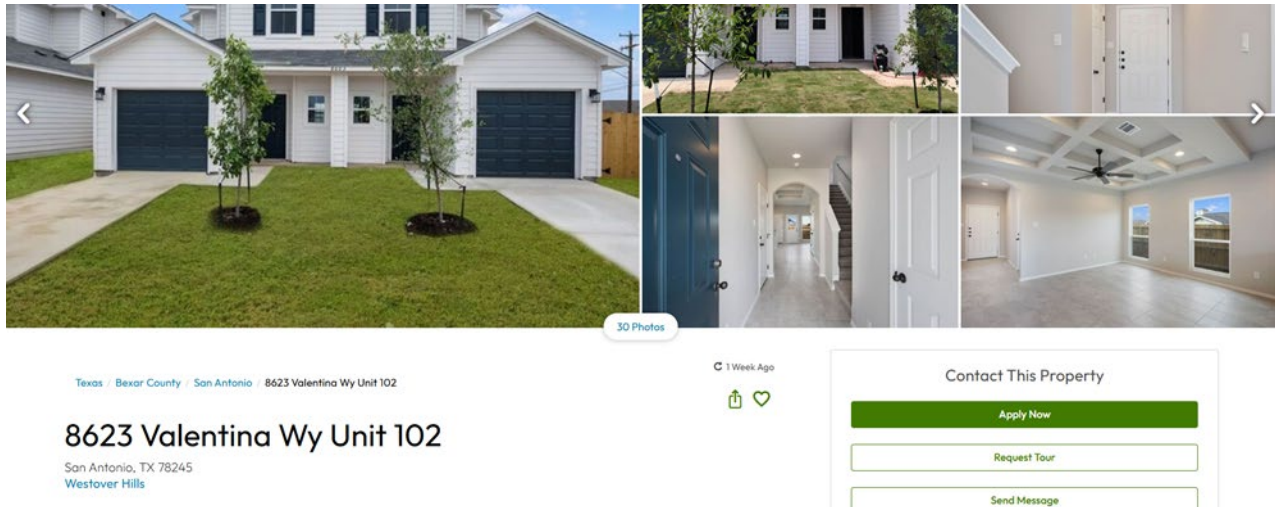 30 Photos
1 Week Ago
Texas / Bexar County / San Antonio / 8623 Valentina Wy Unit 102
8623 Valentina Wy Unit 102
San Antonio, TX 78245
Westover Hills
Contact This Property
Apply Now
Request Tour
Send Message